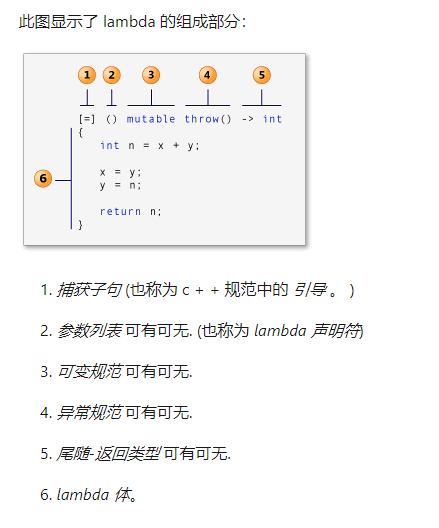 此图显示了 lambda 的组成部分：
1 2 3 4 5
[=] () mutable throw() -> int
{
int n = x + y;
6
x = y;
y = n;
return n;
}
1. 捕获子句 (也称为 c + + 规范中的 引导 。 )
2. 参数列表 可有可无. (也称为 lambda 声明符)
3. 可变规范 可有可无.
4. 异常规范 可有可无.
5. 尾随-返回类型 可有可无.
6. lambda 体。